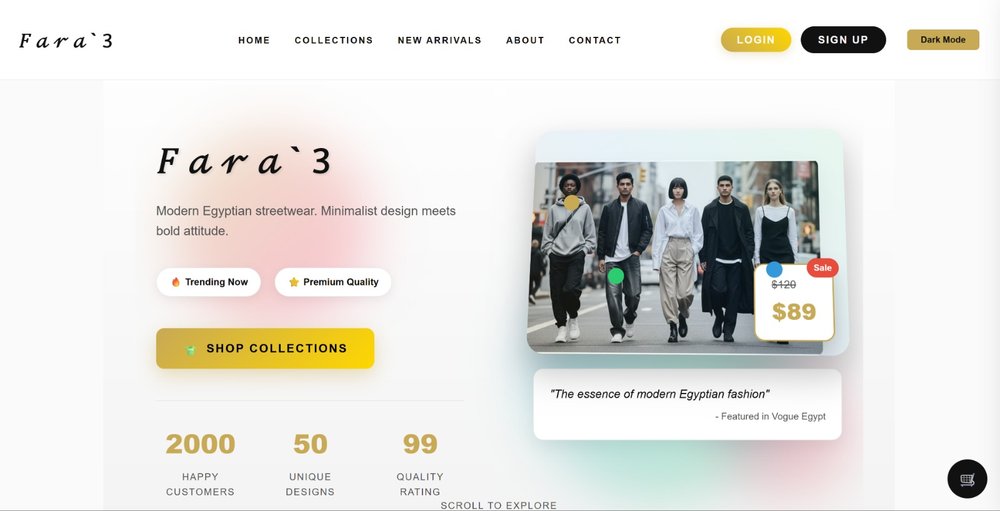 Fara`3
HOME
COLLECTIONS
NEW ARRIVALS
ABOUT
CONTACT
LOGIN
SIGN UP
Dark Mode
Fara`3
Modern Egyptian streetwear. Minimalist design meets
bold attitude.
🔥 Trending Now
⭐ Premium Quality
SHOP COLLECTIONS
2000
HAPPY
CUSTOMERS
50
UNIQUE
DESIGNS
99
QUALITY
RATING
Sale
$120
$89
"The essence of modern Egyptian fashion"
- Featured in Vogue Egypt
SCROLL TO EXPLORE